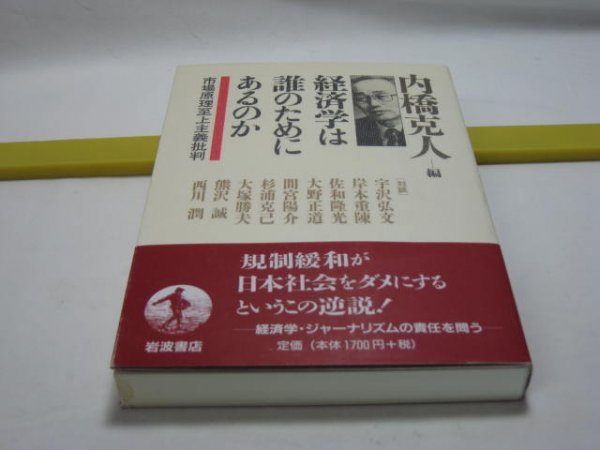 内橋克人――編
経済学は
誰のために
あるのか
市場原理至上主義批判
[対談]
宇沢弘文
岸本重陳
佐和隆光
大野正道
間宮陽介
杉浦克己
大塚勝夫
熊沢 誠
西川 潤
規制緩和が
日本社会をダメにする
というこの逆説!
――経済学・ジャーナリズムの責任を問う――
定価(本体1700円+税)
岩波書店